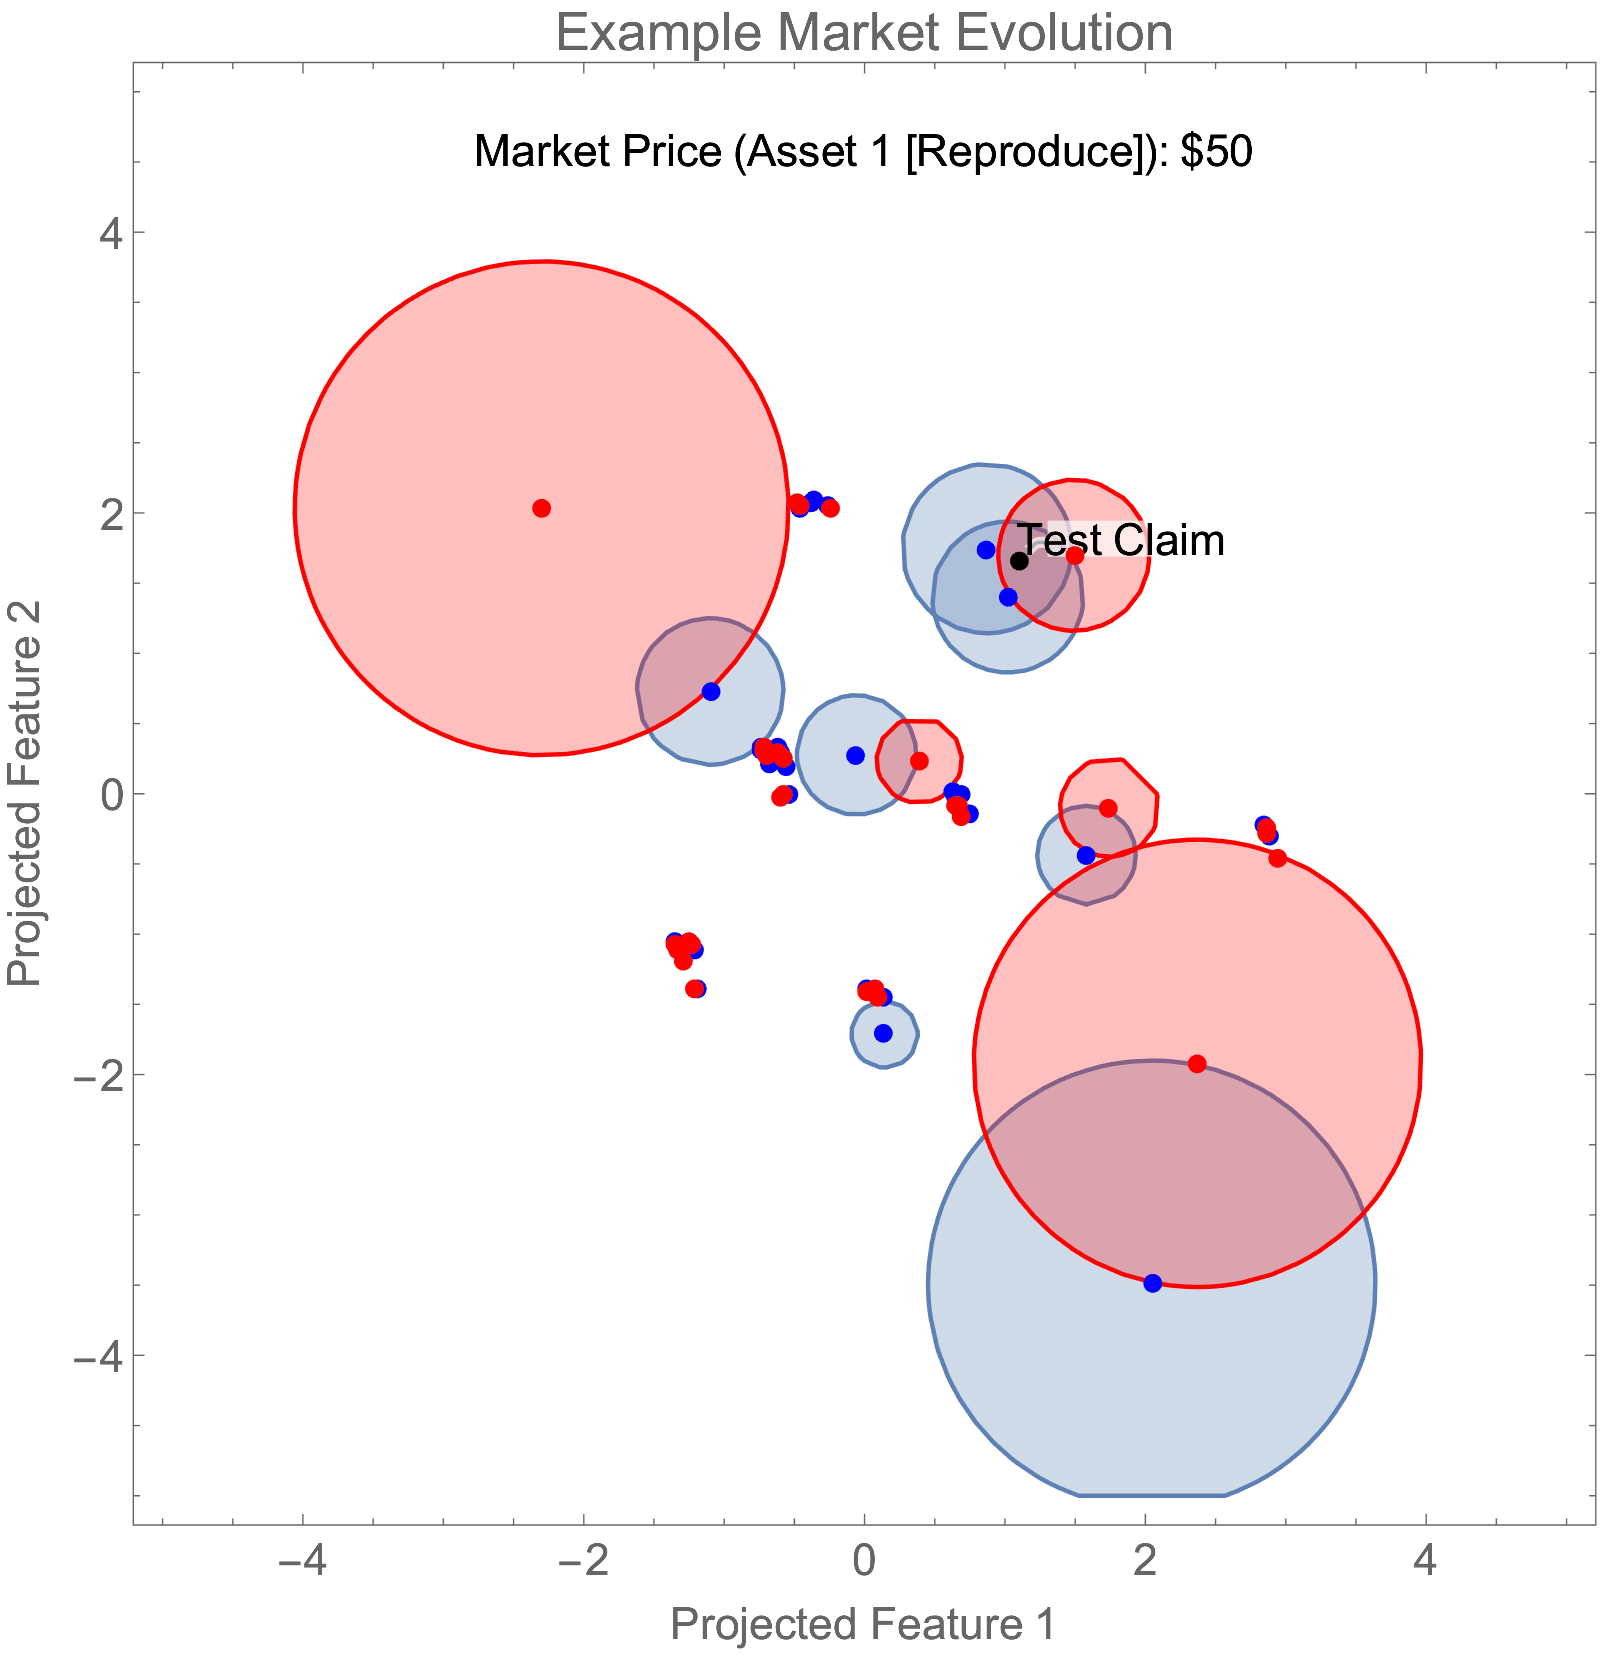 Example Market Evolution
Market Price (Asset 1 [Reproduce]): $50
Test Claim
4
2
0
−2
−4
Projected Feature 2
−4 −2 0 2 4
Projected Feature 1